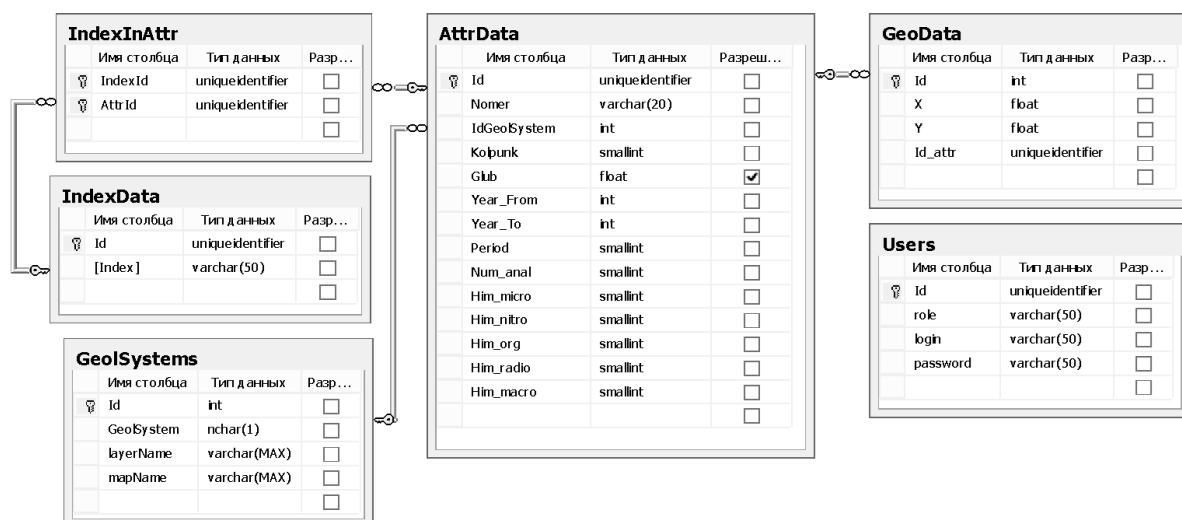 IndexInAttr
Имя столбца Тип данных Разр...
IndexId uniqueidentifier
AttrId uniqueidentifier
IndexData
Имя столбца Тип данных Разр...
Id uniqueidentifier
[Index] varchar(50)
GeolSystems
Имя столбца Тип данных Разр...
Id int
GeolSystem nchar(1)
layerName varchar(MAX)
mapName varchar(MAX)
AttrData
Имя столбца Тип данных Разреш...
Id uniqueidentifier
Nomer varchar(20)
IdGeolSystem int
Kolpunk smallint
Glub float
Year_From int
Year_To int
Period smallint
Num_anal smallint
Him_micro smallint
Him_nitro smallint
Him_org smallint
Him_radio smallint
Him_macro smallint
GeoData
Имя столбца Тип данных Разр...
Id int
X float
Y float
Id_attr uniqueidentifier
Users
Имя столбца Тип данных Разр...
Id uniqueidentifier
role varchar(50)
login varchar(50)
password varchar(50)